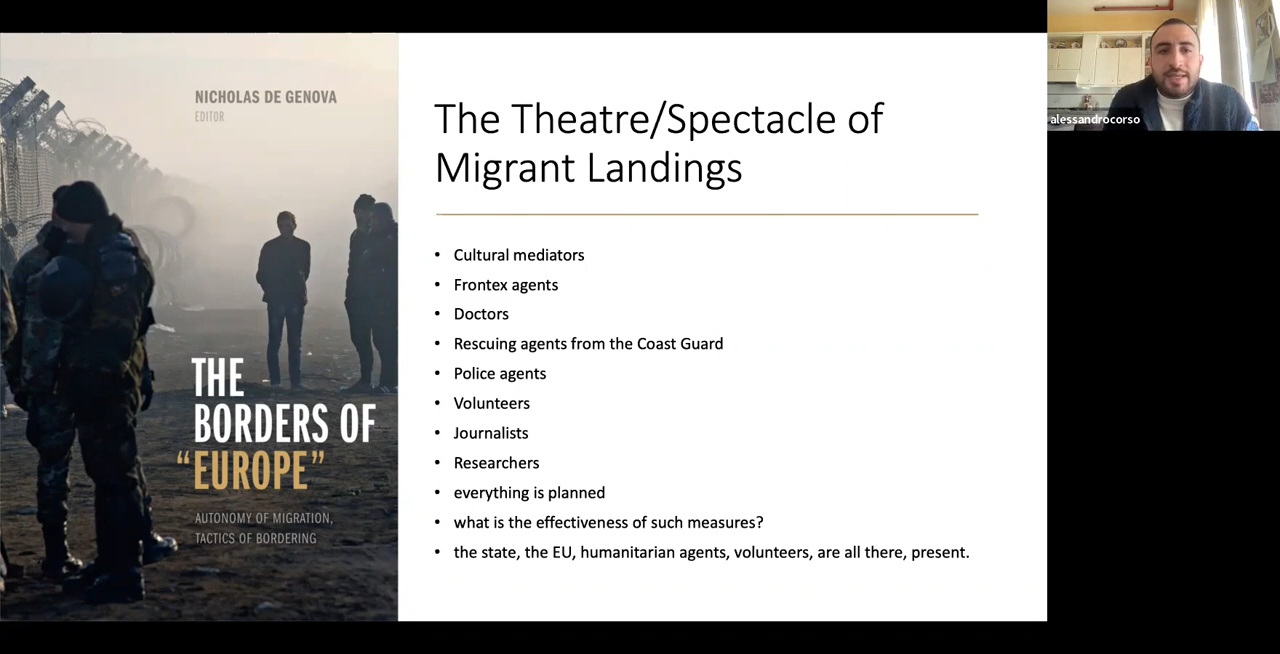 NICHOLAS DE GENOVA
EDITOR
THE
BORDERS OF
“EUROPE”
AUTONOMY OF MIGRATION,
TACTICS OF BORDERING
The Theatre/Spectacle of
Migrant Landings
• Cultural mediators
• Frontex agents
• Doctors
• Rescuing agents from the Coast Guard
• Police agents
• Volunteers
• Journalists
• Researchers
• everything is planned
• what is the effectiveness of such measures?
• the state, the EU, humanitarian agents, volunteers, are all there, present.
alessandrocorso